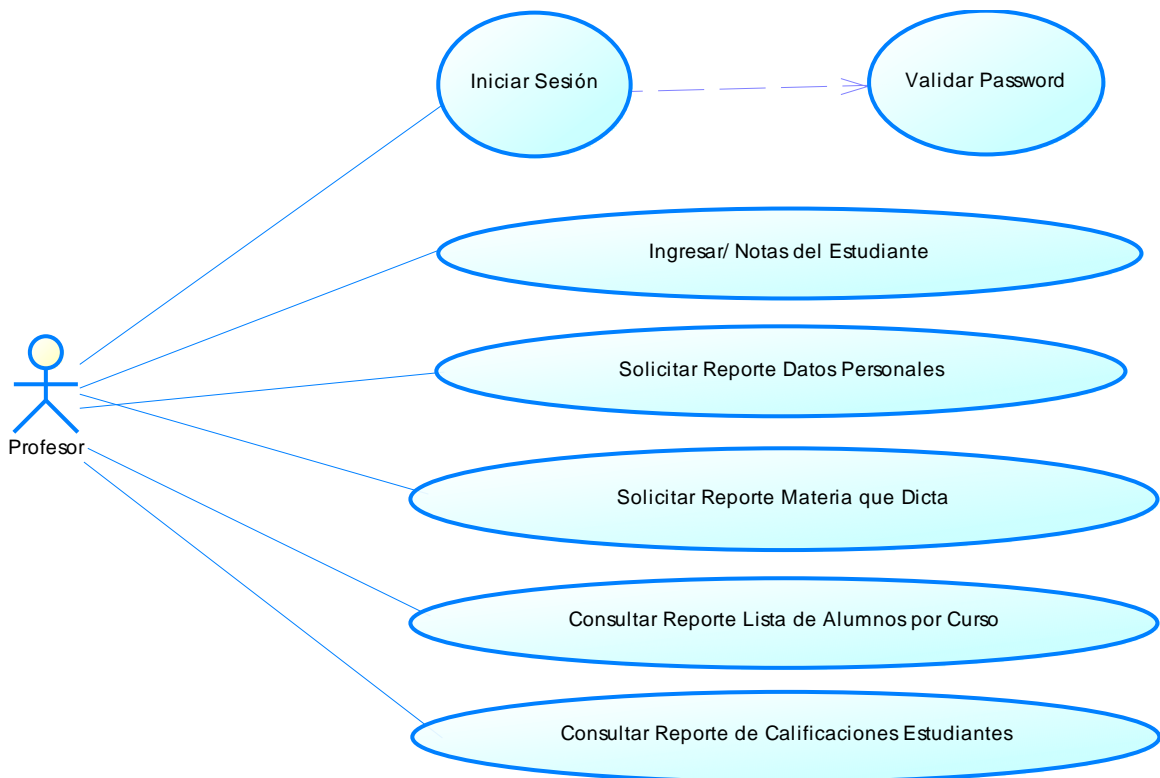 Iniciar Sesión
Validar Password
Ingresar/ Notas del Estudiante
Solicitar Reporte Datos Personales
Profesor
Solicitar Reporte Materia que Dicta
Consultar Reporte Lista de Alumnos por Curso
Consultar Reporte de Calificaciones Estudiantes